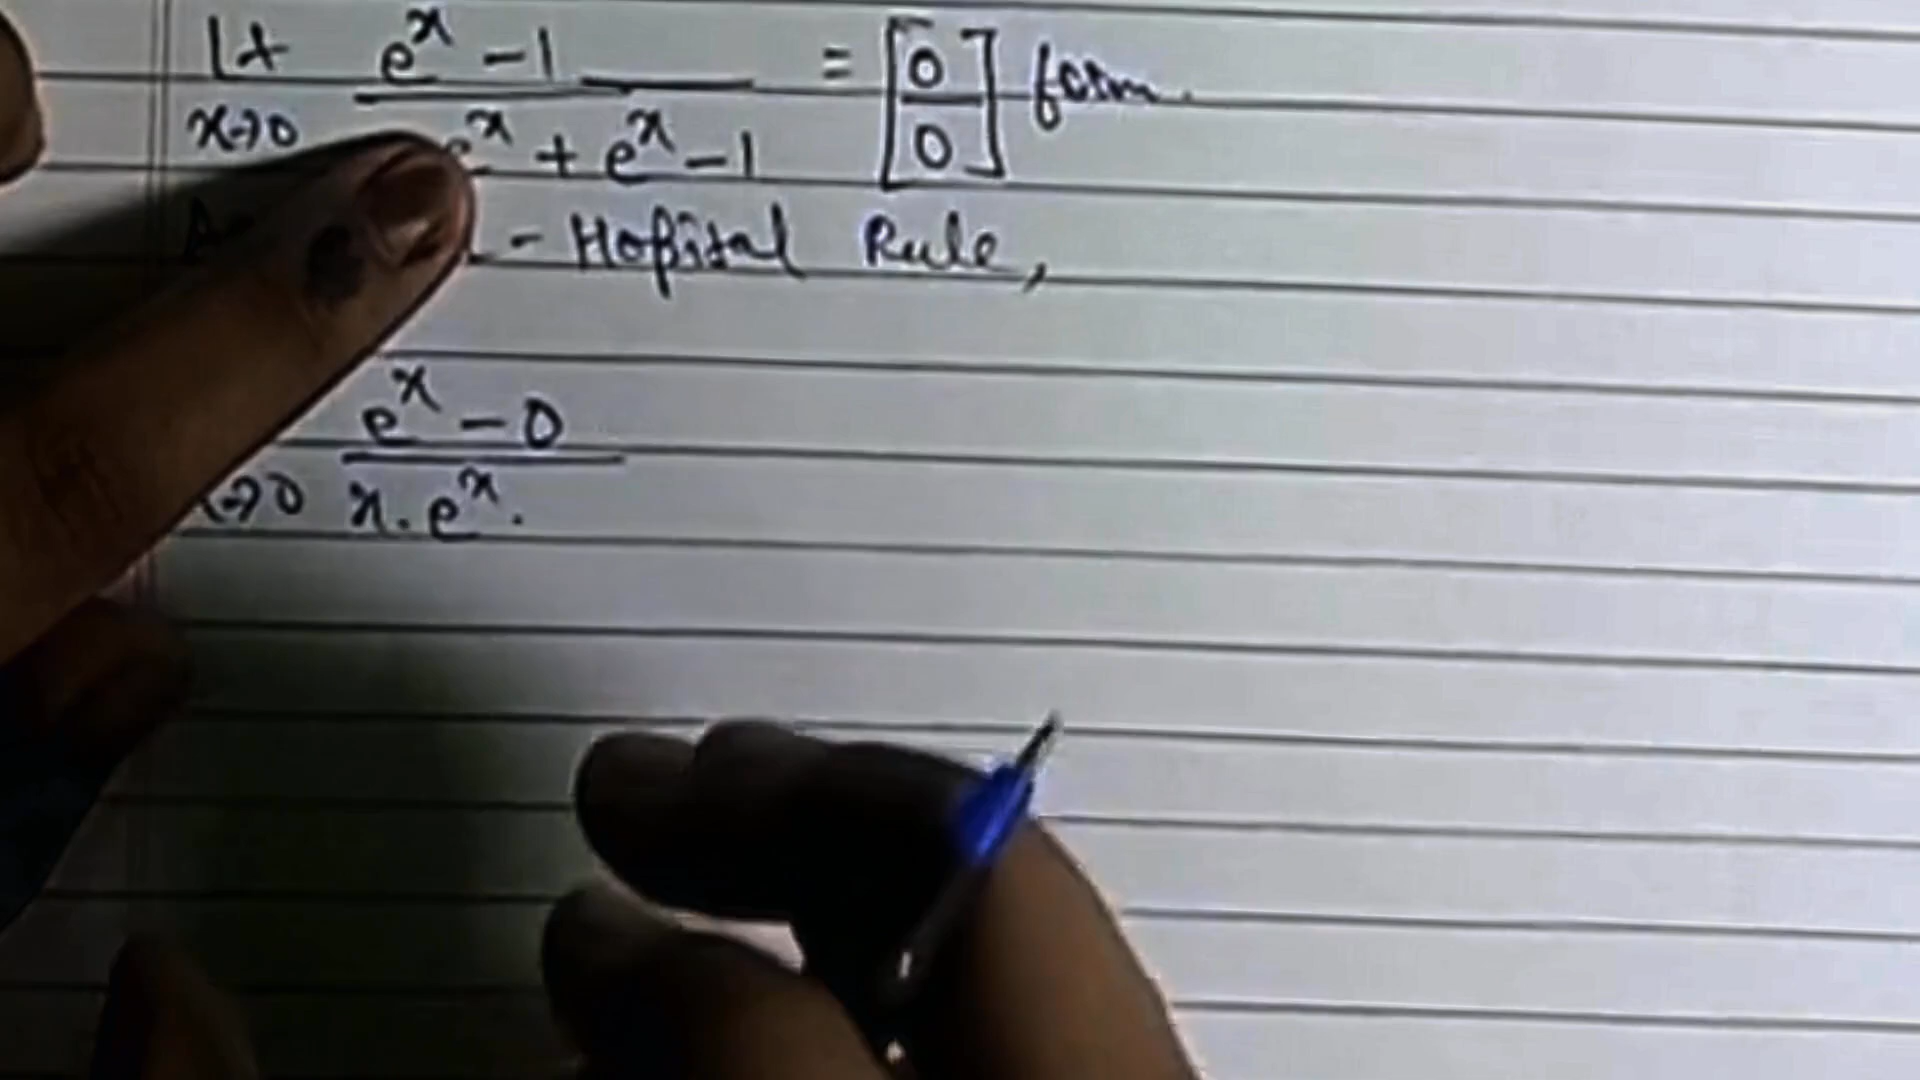 lt e^x - 1 = [0/0] form.
x→0 e^x + e^x - 1
- Hopital Rule,
e^x - 0
x→0 x.e^x.